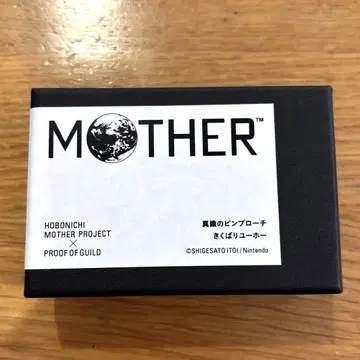 MOTHER™
HOBONICHI
MOTHER PROJECT
×
PROOF OF GUILD
真鍮のピンブローチ
きくばりユーホー
©SHIGESATO ITOI / Nintendo